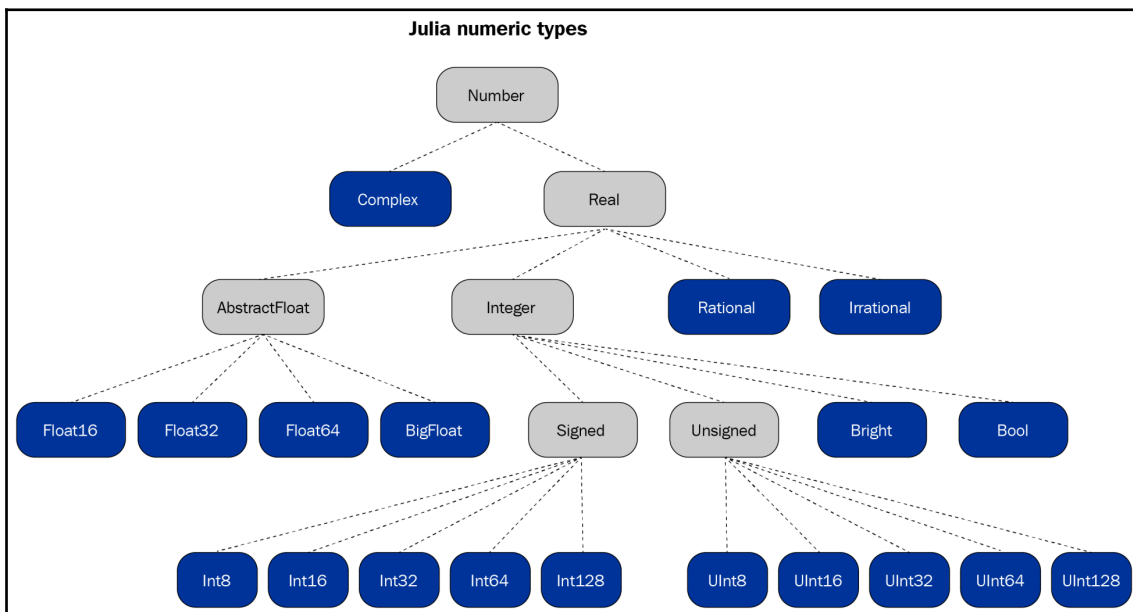 Julia numeric types
Number
Complex
Real
AbstractFloat
Integer
Rational
Irrational
Float16
Float32
Float64
BigFloat
Signed
Unsigned
Bright
Bool
Int8
Int16
Int32
Int64
Int128
UInt8
UInt16
UInt32
UInt64
UInt128